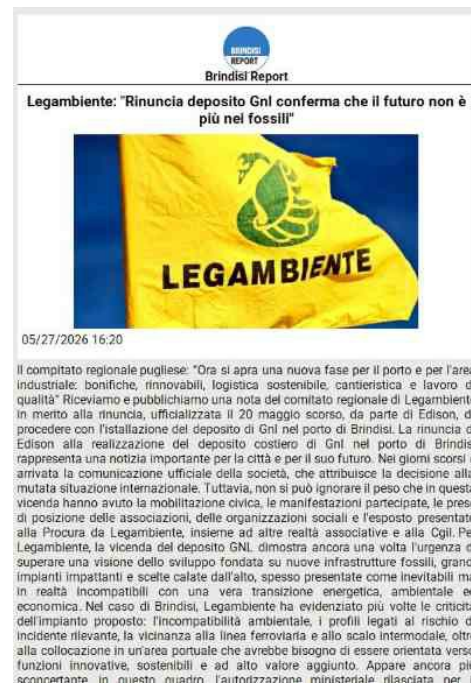 BRINDISI
REPORT
Brindisi Report
Legambiente: "Rinuncia deposito Gnl conferma che il futuro non è
più nei fossili"
LEGAMBIENTE
05/27/2026 16:20
Il compitato regionale pugliese: "Ora si apra una nuova fase per il porto e per l'area
industriale: bonifiche, rinnovabili, logistica sostenibile, cantieristica e lavoro d
qualità" Riceviamo e pubblichiamo una nota del comitato regionale di Legambiente
in merito alla rinuncia, ufficializzata il 20 maggio scorso, da parte di Edison, d
procedere con l'istallazione del deposito di Gnl nel porto di Brindisi. La rinuncia d
Edison alla realizzazione del deposito costiero di Gnl nel porto di Brindis
rappresenta una notizia importante per la città e per il suo futuro. Nei giorni scorsi
arrivata la comunicazione ufficiale della società, che attribuisce la decisione alla
mutata situazione internazionale. Tuttavia, non si può ignorare il peso che in questa
vicenda hanno avuto la mobilitazione civica, le manifestazioni partecipate, le prese
di posizione delle associazioni, delle organizzazioni sociali e l'esposto presentato
alla Procura da Legambiente, insieme ad altre realtà associative e alla Cgil. Per
Legambiente, la vicenda del deposito GNL dimostra ancora una volta l'urgenza d
superare una visione dello sviluppo fondata su nuove infrastrutture fossili, grand
impianti impattanti e scelte calate dall'alto, spesso presentate come inevitabili ma
in realtà incompatibili con una vera transizione energetica, ambientale ed
economica. Nel caso di Brindisi, Legambiente ha evidenziato più volte le criticità
dell'impianto proposto: l'incompatibilità ambientale, i profili legati al rischio d
incidente rilevante, la vicinanza alla linea ferroviaria e allo scalo intermodale, oltre
alla collocazione in un'area portuale che avrebbe bisogno di essere orientata verso
funzioni innovative, sostenibili e ad alto valore aggiunto. Appare ancora più
sconcertante, in questo quadro, l'autorizzazione ministeriale rilasciata per